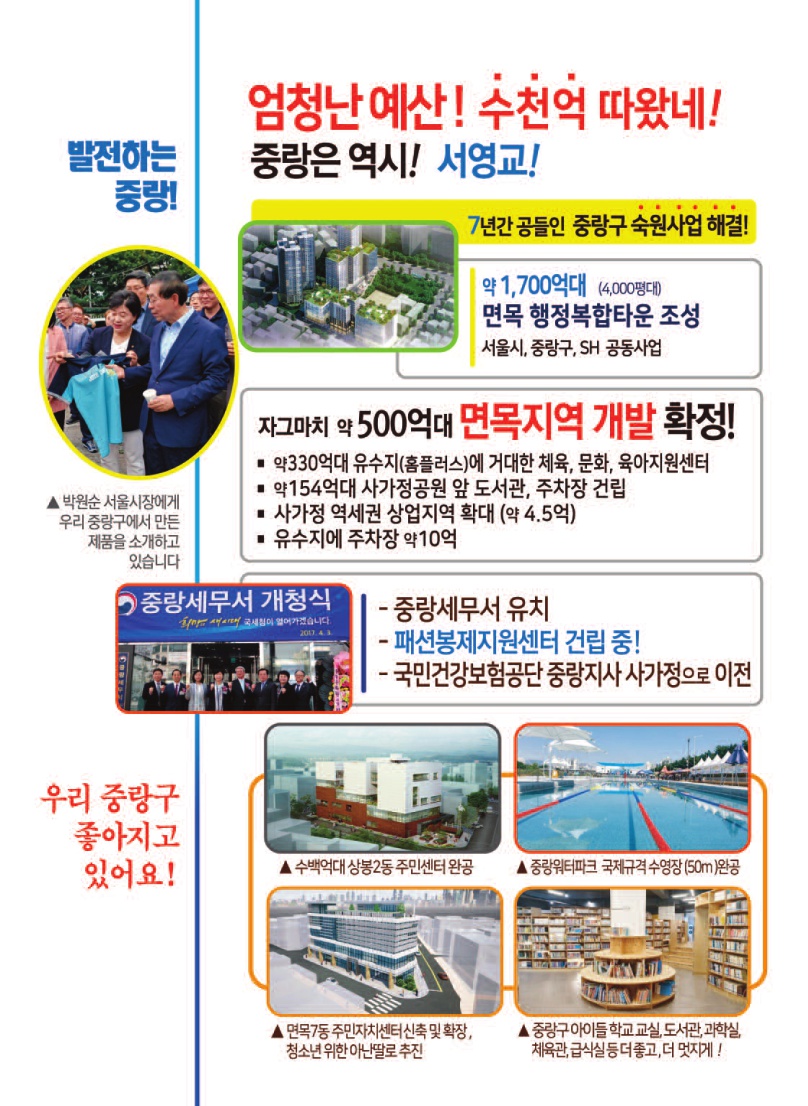 엄청난 예산! 수천억 따왔네!
중랑은 역시! 서영교!
발전하는
중랑!
7년간 공들인 중랑구 숙원사업 해결!
약 1,700억대 (4,000평대)
면목 행정복합타운 조성
서울시, 중랑구, SH 공동사업
▲ 박원순 서울시장에게
우리 중랑구에서 만든
제품을 소개하고
있습니다
자그마치 약 500억대 면목지역 개발 확정!
▪ 약330억대 유수지(홈플러스)에 거대한 체육, 문화, 육아지원센터
▪ 약154억대 사가정공원 앞 도서관, 주차장 건립
▪ 사가정 역세권 상업지역 확대 (약 4.5억)
▪ 유수지에 주차장 약10억
중랑세무서 개청식
희망의 새시대 국세청이 열어가겠습니다.
2017. 4. 3.
- 중랑세무서 유치
- 패션봉제지원센터 건립 중!
- 국민건강보험공단 중랑지사 사가정으로 이전
우리 중랑구
좋아지고
있어요!
▲ 수백억대 상봉2동 주민센터 완공
▲ 중랑워터파크 국제규격 수영장 (50m)완공
▲ 면목7동 주민자치센터신축 및 확장,
청소년 위한 아난딸로 추진
▲ 중랑구 아이들 학교 교실, 도서관, 과학실,
체육관, 급식실 등 더 좋고, 더 멋지게!